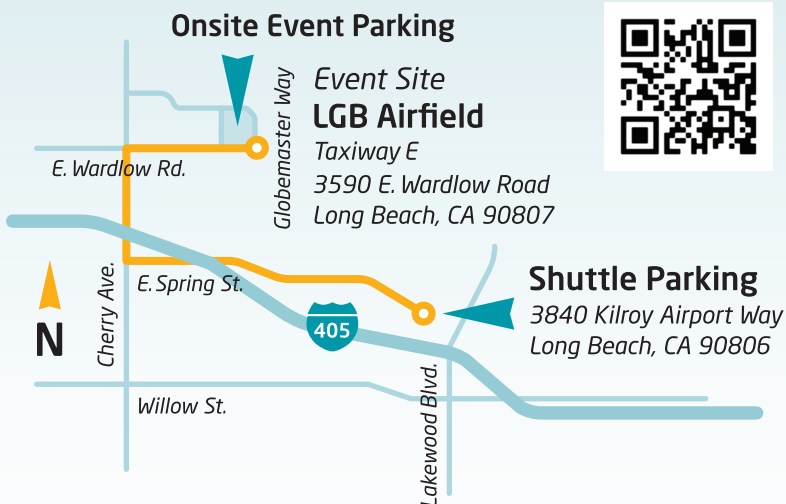 Onsite Event Parking
Event Site
LGB Airfield
Taxiway E
3590 E. Wardlow Road
Long Beach, CA 90807
Globemaster Way
E. Wardlow Rd.
E. Spring St.
Cherry Ave.
N
405
Shuttle Parking
3840 Kilroy Airport Way
Long Beach, CA 90806
Willow St.
Lakewood Blvd.